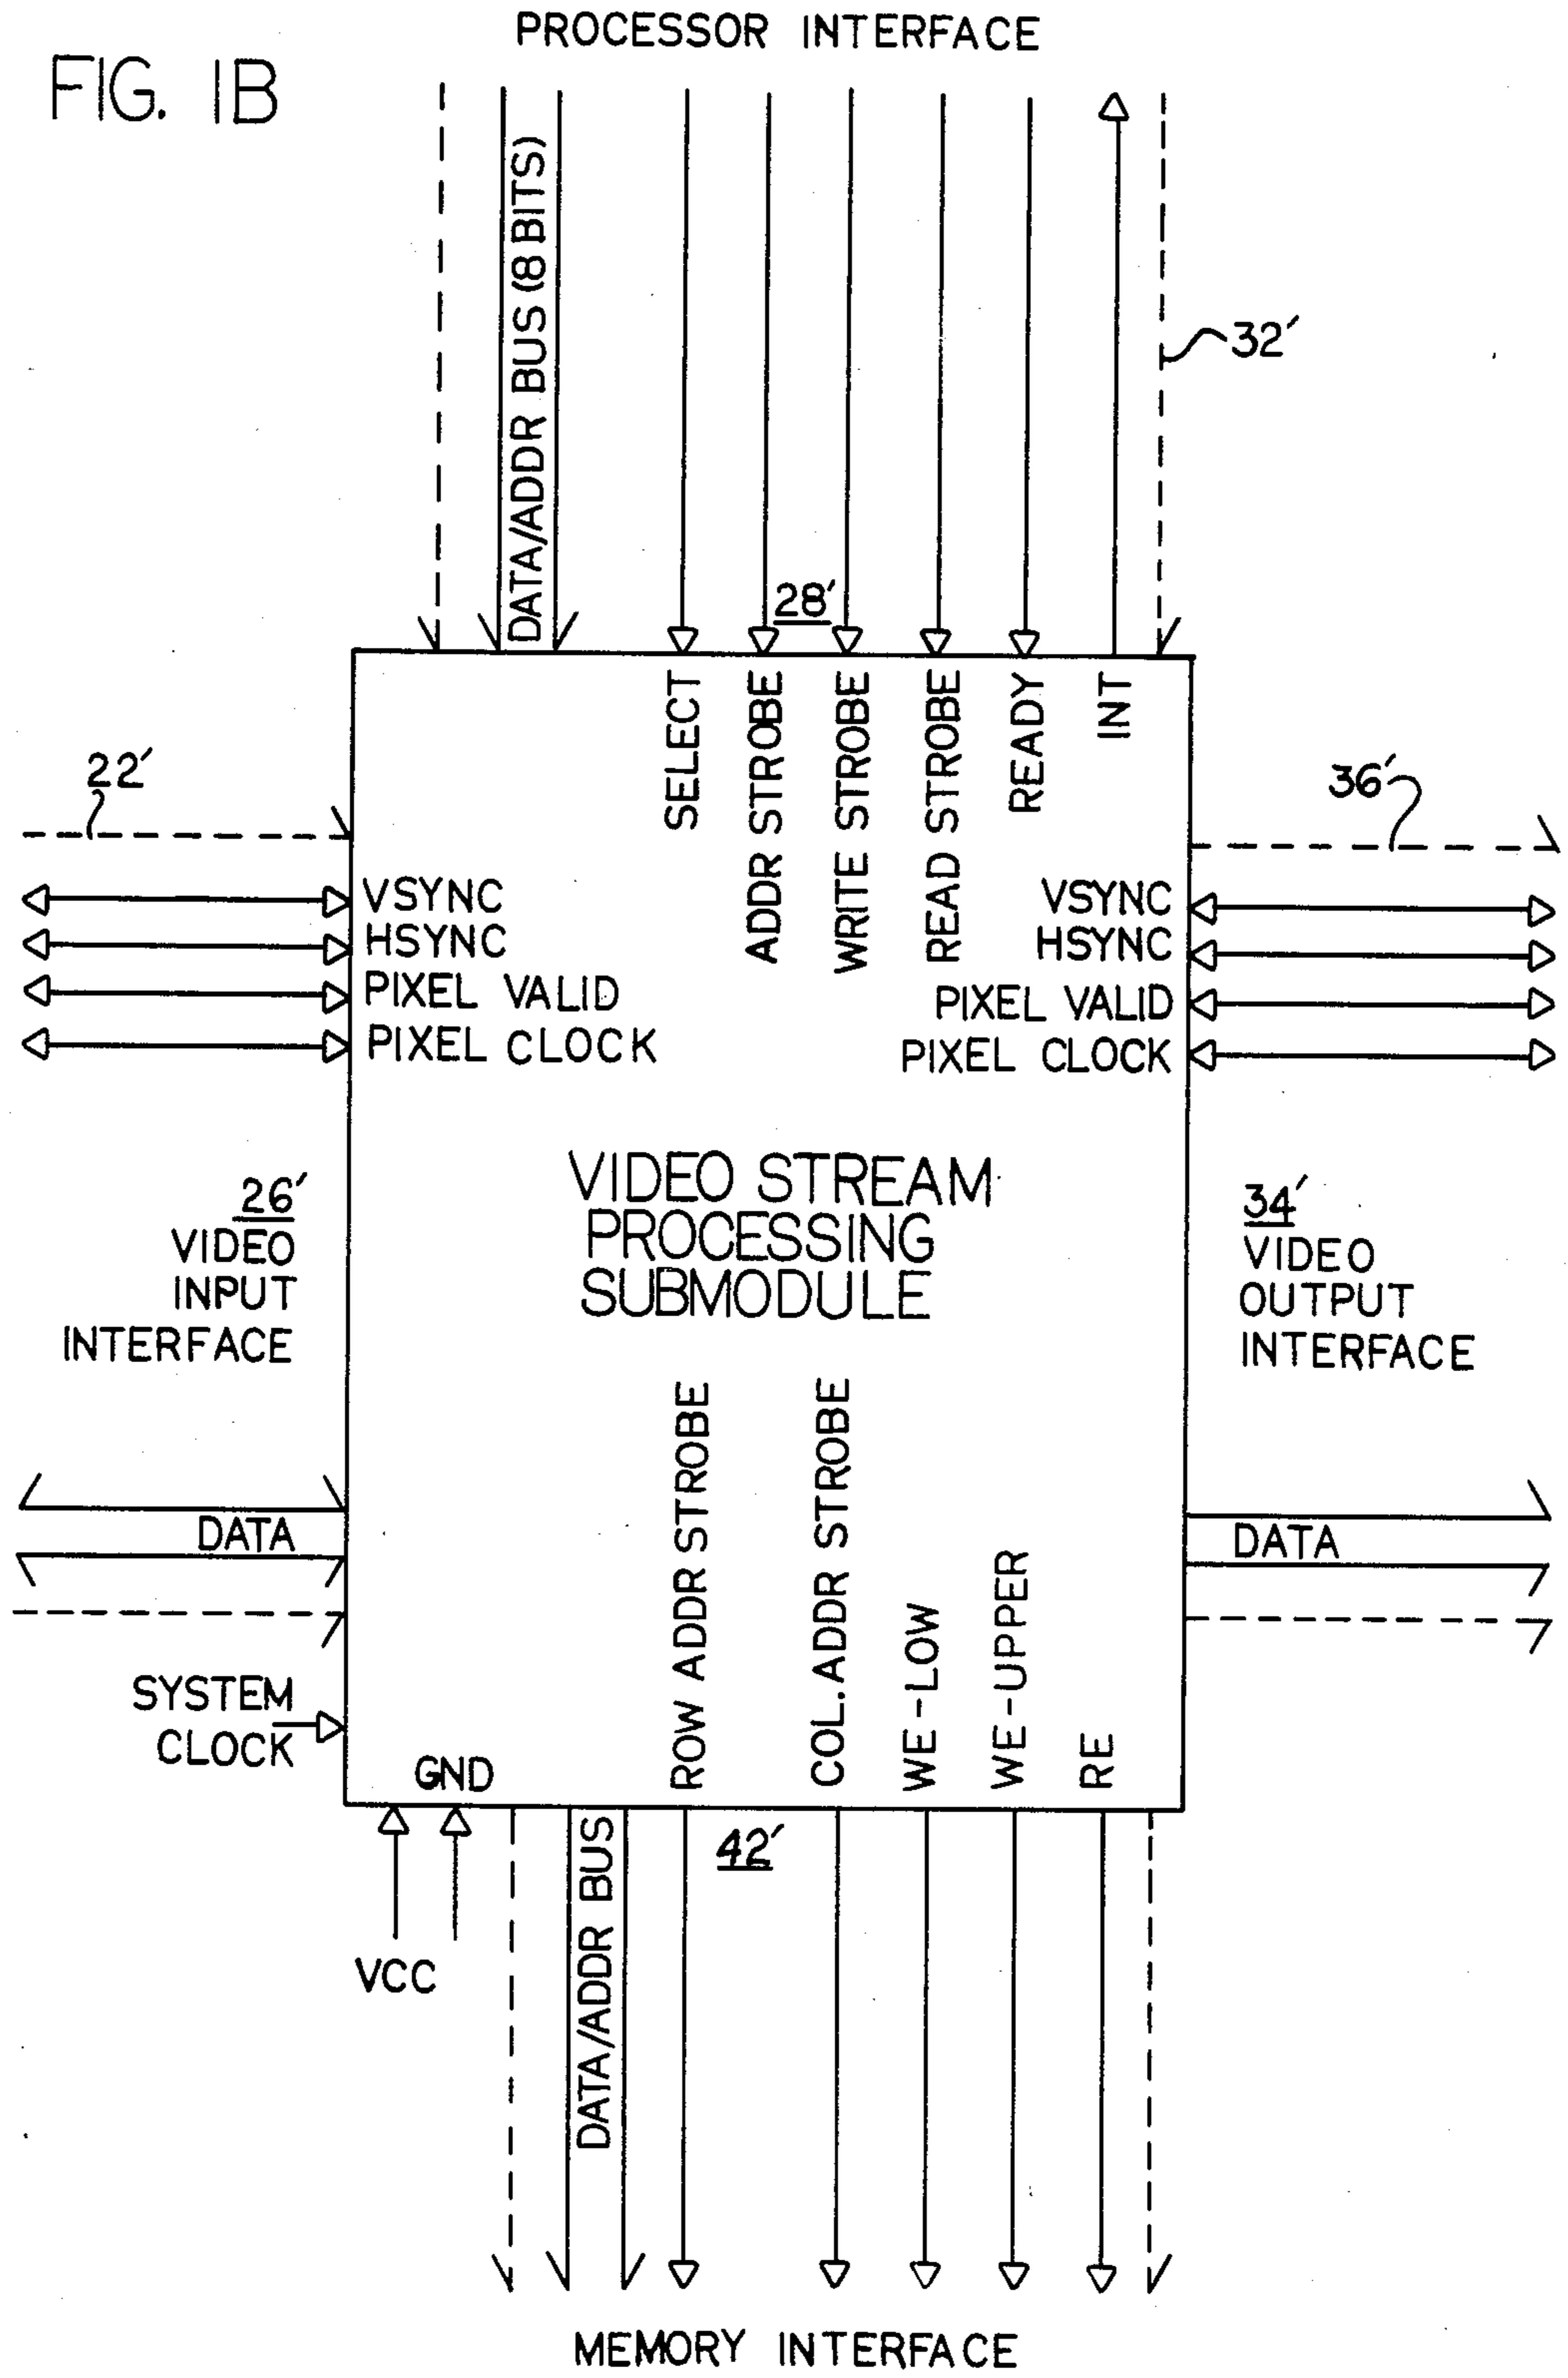 PROCESSOR INTERFACE
FIG. 1B
DATA/ADDR BUS (8 BITS)
32'
28'
SELECT
ADDR STROBE
WRITE STROBE
READ STROBE
READY
INT
22'
36'
VSYNC
HSYNC
PIXEL VALID
PIXEL CLOCK
VSYNC
HSYNC
PIXEL VALID
PIXEL CLOCK
VIDEO STREAM
PROCESSING
SUBMODULE
26'
VIDEO
INPUT
INTERFACE
34'
VIDEO
OUTPUT
INTERFACE
ROW ADDR STROBE
COL. ADDR STROBE
WE-LOW
WE-UPPER
RE
DATA
DATA
SYSTEM
CLOCK
GND
VCC
42'
DATA/ADDR BUS
MEMORY INTERFACE